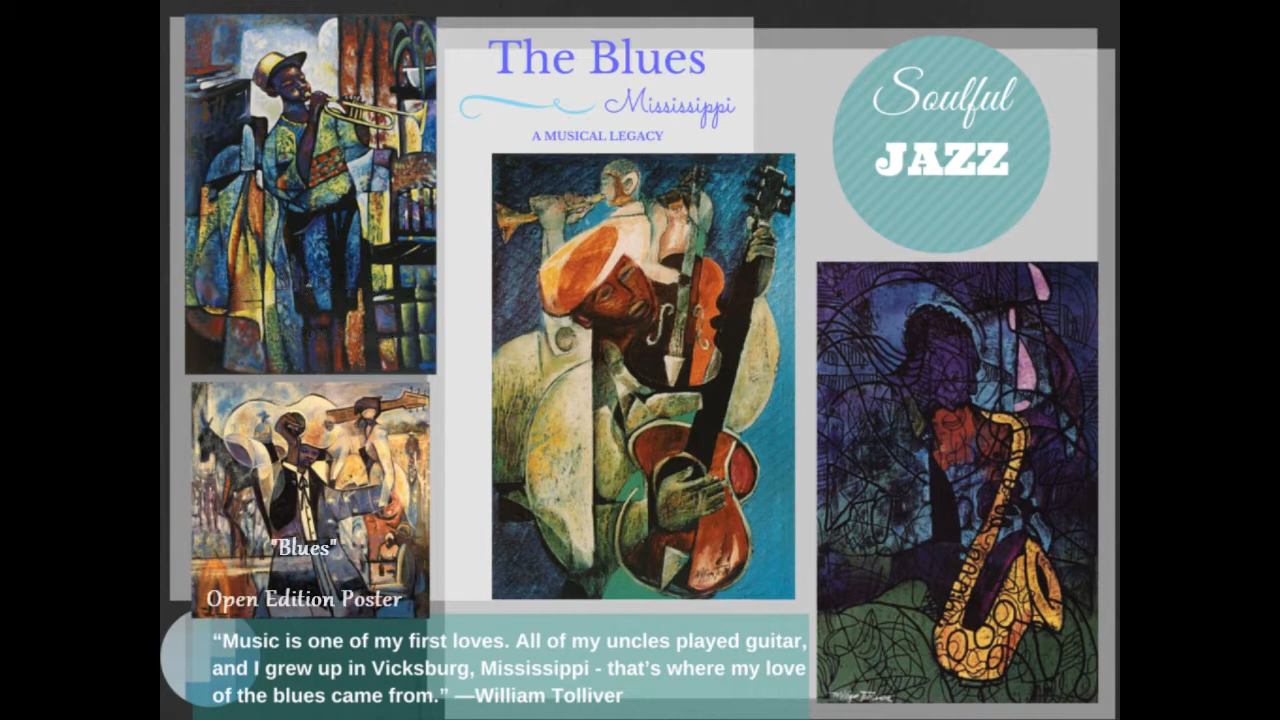 The Blues
Mississippi
A MUSICAL LEGACY
Soulful
JAZZ
"Blues"
Open Edition Poster
“Music is one of my first loves. All of my uncles played guitar,
and I grew up in Vicksburg, Mississippi - that’s where my love
of the blues came from.” —William Tolliver